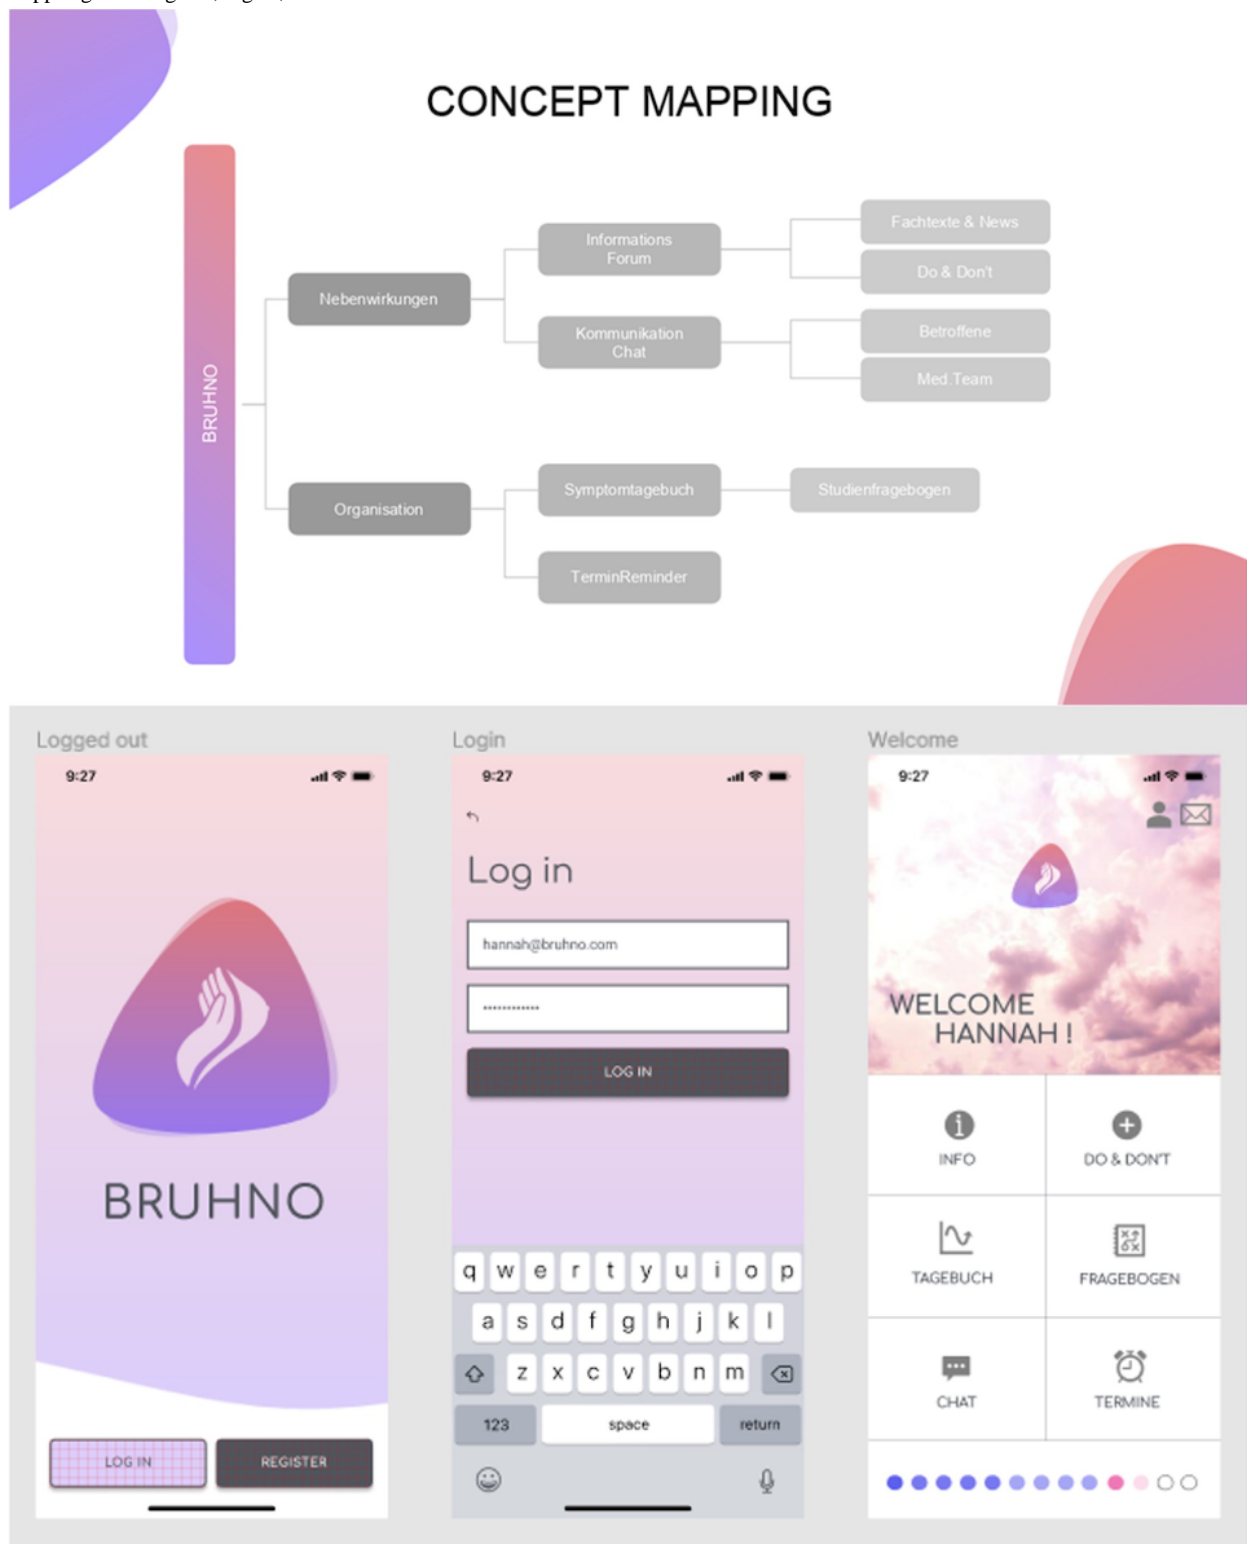 CONCEPT MAPPING
BRUHNO
Nebenwirkungen
Organisation
Informations
Forum
Kommunikation
Chat
Symptomtagebuch
TerminReminder
Fachtexte & News
Do & Don't
Betroffene
Med.Team
Studienfragebogen
Logged out
9:27
BRUHNO
LOG IN
REGISTER
Login
9:27
Log in
hannah@bruhno.com
LOG IN
q w e r t y u i o p
a s d f g h j k l
z x c v b n m
123 space return
Welcome
9:27
WELCOME
HANNAH !
INFO
DO & DON'T
TAGEBUCH
FRAGEBOGEN
CHAT
TERMINE